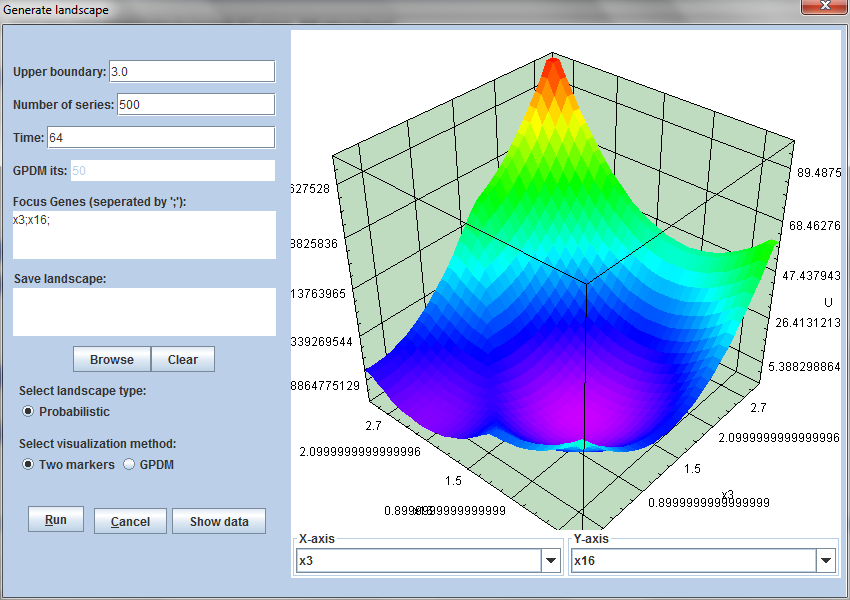 Generate landscape
Upper boundary: 3.0
Number of series: 500
Time: 64
GPDM its: 50
Focus Genes (seperated by ';'):
x3;x16;
Save landscape:
Browse Clear
Select landscape type:
Probabilistic
Select visualization method:
Two markers GPDM
Run Cancel Show data
627528
8825836
13763965
339269544
8864775129
2.7
2.0999999999999996
1.5
x16
89.4875
68.46276
47.437943
U
26.4131213
5.388298864
2.7
2.0999999999999996
1.5
x3
0.8999999999999999
X-axis
x3
Y-axis
x16